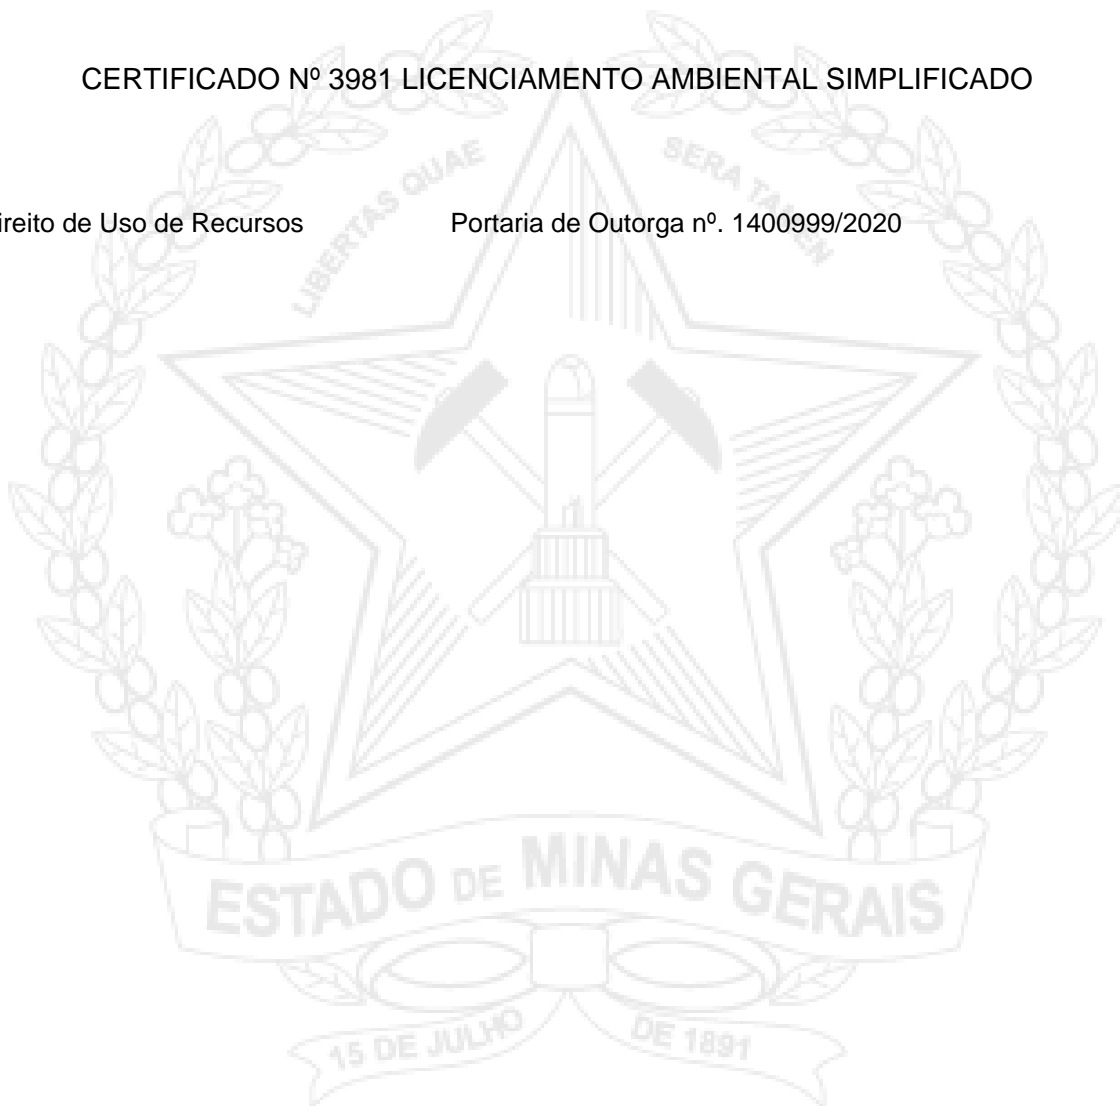 CERTIFICADO Nº 3981 LICENCIAMENTO AMBIENTAL SIMPLIFICADO
LIBERTAS QUAE SERA TAMEN
ireito de Uso de Recursos Portaria de Outorga nº. 1400999/2020
ESTADO DE MINAS GERAIS
15 DE JULHO DE 1891